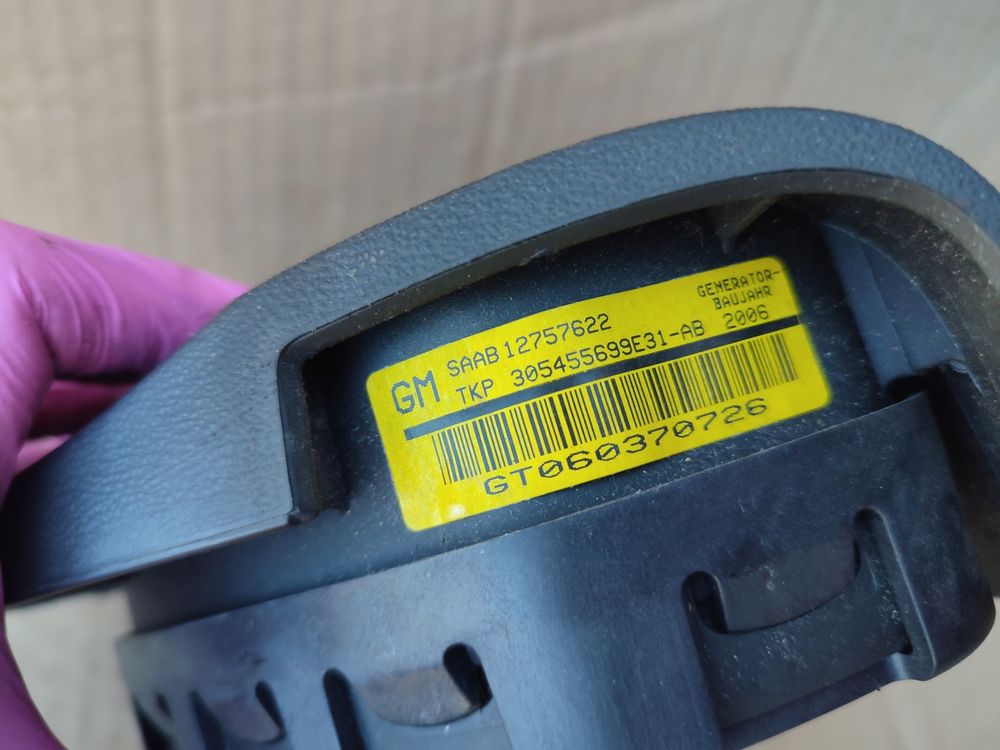 GM SAAB 12757622
TKP 305455699E31-AB
GENERATOR-
BAUJAHR
2006
GT060370726